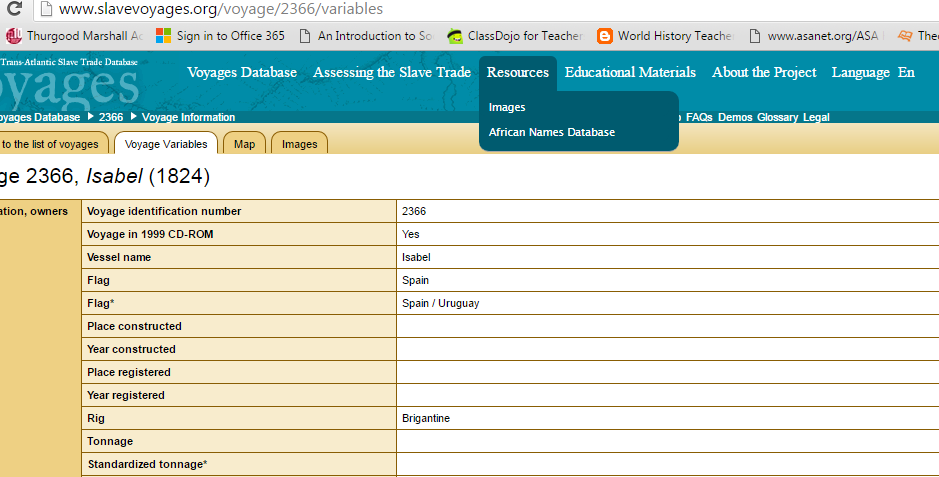 www.slavevoyages.org/voyage/2366/variables
Thurgood Marshall Ac
Sign in to Office 365
An Introduction to So
ClassDojo for Teacher
World History Teache
www.asanet.org/ASA
Theo
Trans-Atlantic Slave Trade Database
oyages
Voyages Database
Assessing the Slave Trade
Resources
Educational Materials
About the Project
Language En
Images
African Names Database
oyages Database ▶ 2366 ▶ Voyage Information
FAQs Demos Glossary Legal
to the list of voyages
Voyage Variables
Map
Images
ge 2366, Isabel (1824)
ation, owners
Voyage identification number 2366
Voyage in 1999 CD-ROM Yes
Vessel name Isabel
Flag Spain
Flag* Spain / Uruguay
Place constructed
Year constructed
Place registered
Year registered
Rig Brigantine
Tonnage
Standardized tonnage*